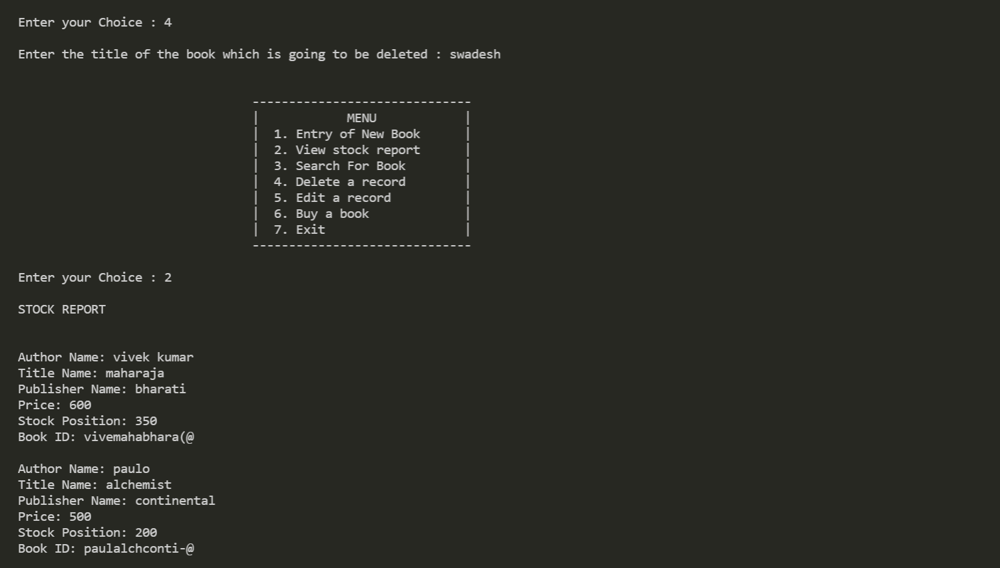 Enter your Choice : 4
Enter the title of the book which is going to be deleted : swadesh
------------------------------
|            MENU            |
|  1. Entry of New Book      |
|  2. View stock report      |
|  3. Search For Book        |
|  4. Delete a record        |
|  5. Edit a record          |
|  6. Buy a book             |
|  7. Exit                   |
------------------------------
Enter your Choice : 2
STOCK REPORT
Author Name: vivek kumar
Title Name: maharaja
Publisher Name: bharati
Price: 600
Stock Position: 350
Book ID: vivemahabhara(@
Author Name: paulo
Title Name: alchemist
Publisher Name: continental
Price: 500
Stock Position: 200
Book ID: paulalchconti-@